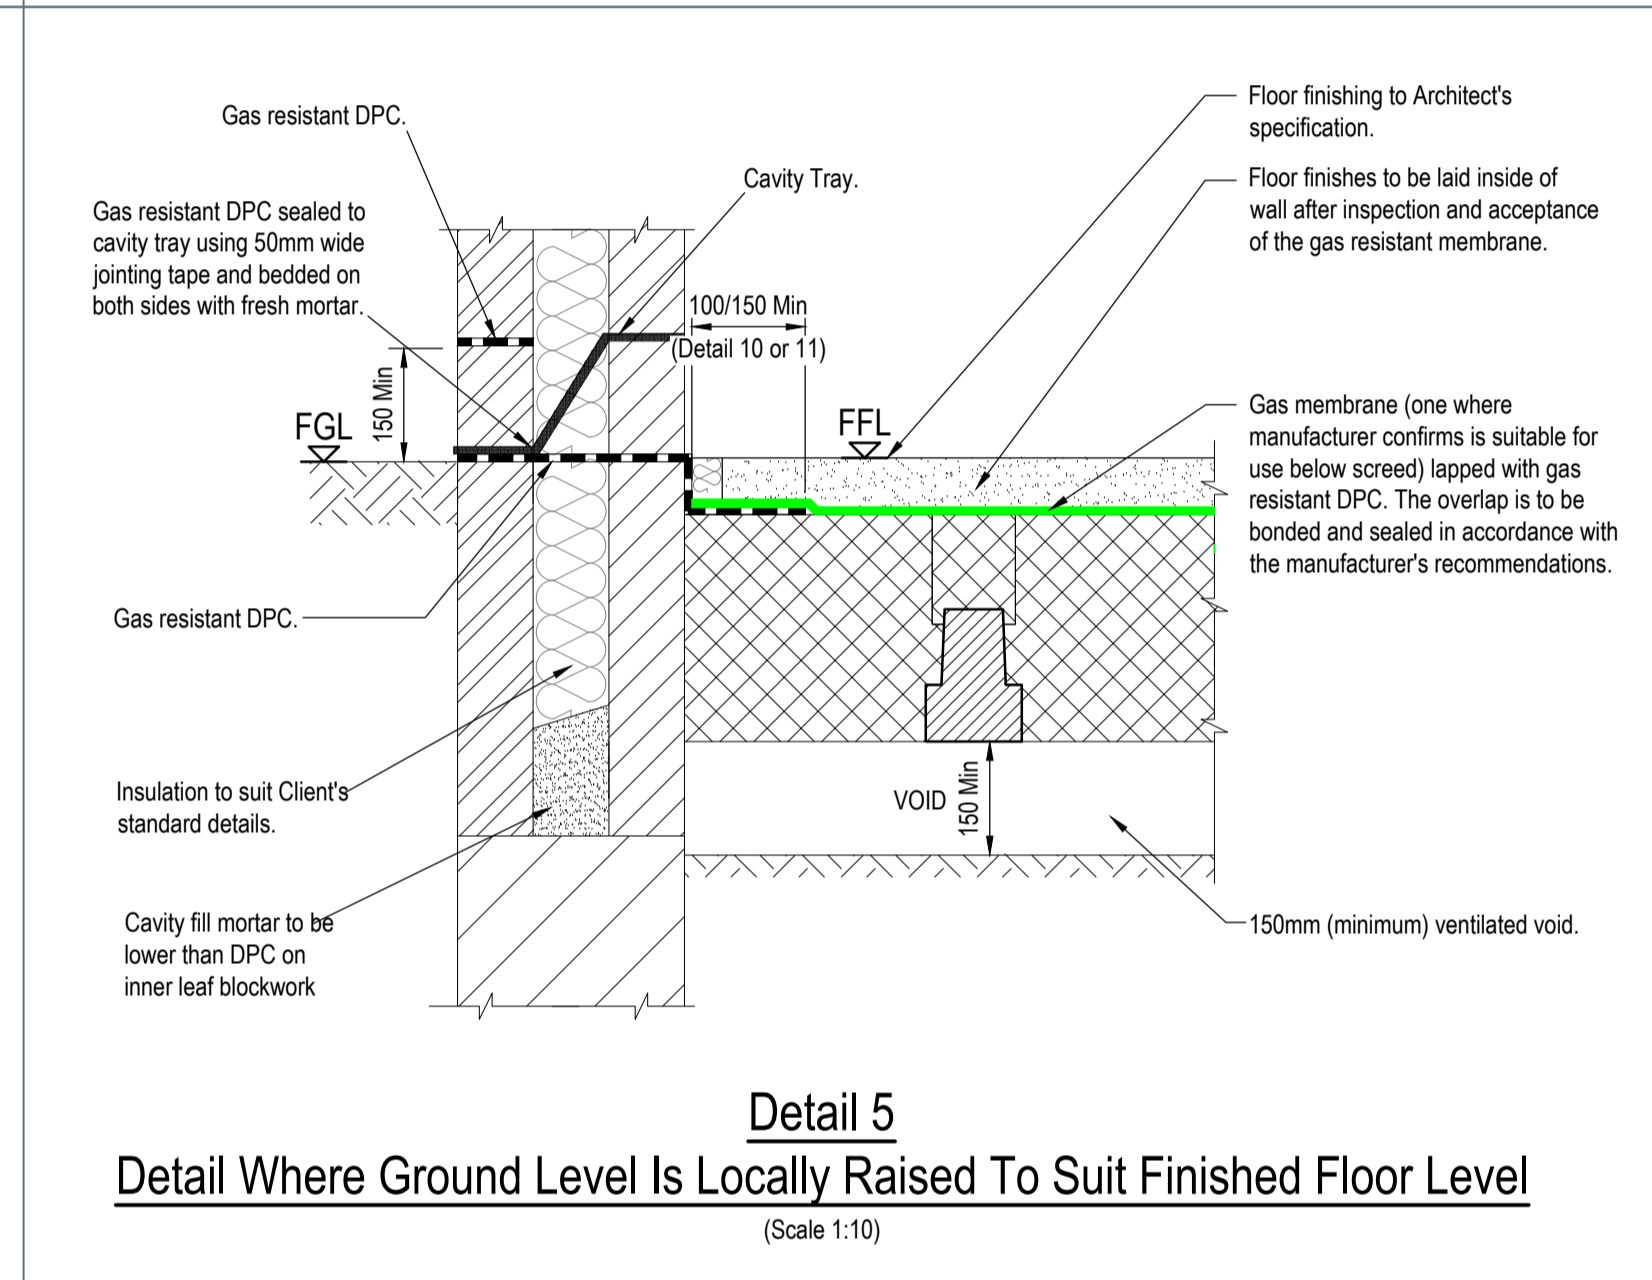 Gas resistant DPC.
Gas resistant DPC sealed to
cavity tray using 50mm wide
jointing tape and bedded on
both sides with fresh mortar.
Cavity Tray.
Floor finishing to Architect's
specification.
Floor finishes to be laid inside of
wall after inspection and acceptance
of the gas resistant membrane.
100/150 Min
(Detail 10 or 11)
150 Min
FGL
FFL
Gas membrane (one where
manufacturer confirms is suitable for
use below screed) lapped with gas
resistant DPC. The overlap is to be
bonded and sealed in accordance with
the manufacturer's recommendations.
Gas resistant DPC.
Insulation to suit Client's
standard details.
VOID
150 Min
Cavity fill mortar to be
lower than DPC on
inner leaf blockwork
150mm (minimum) ventilated void.
Detail 5
Detail Where Ground Level Is Locally Raised To Suit Finished Floor Level
(Scale 1:10)